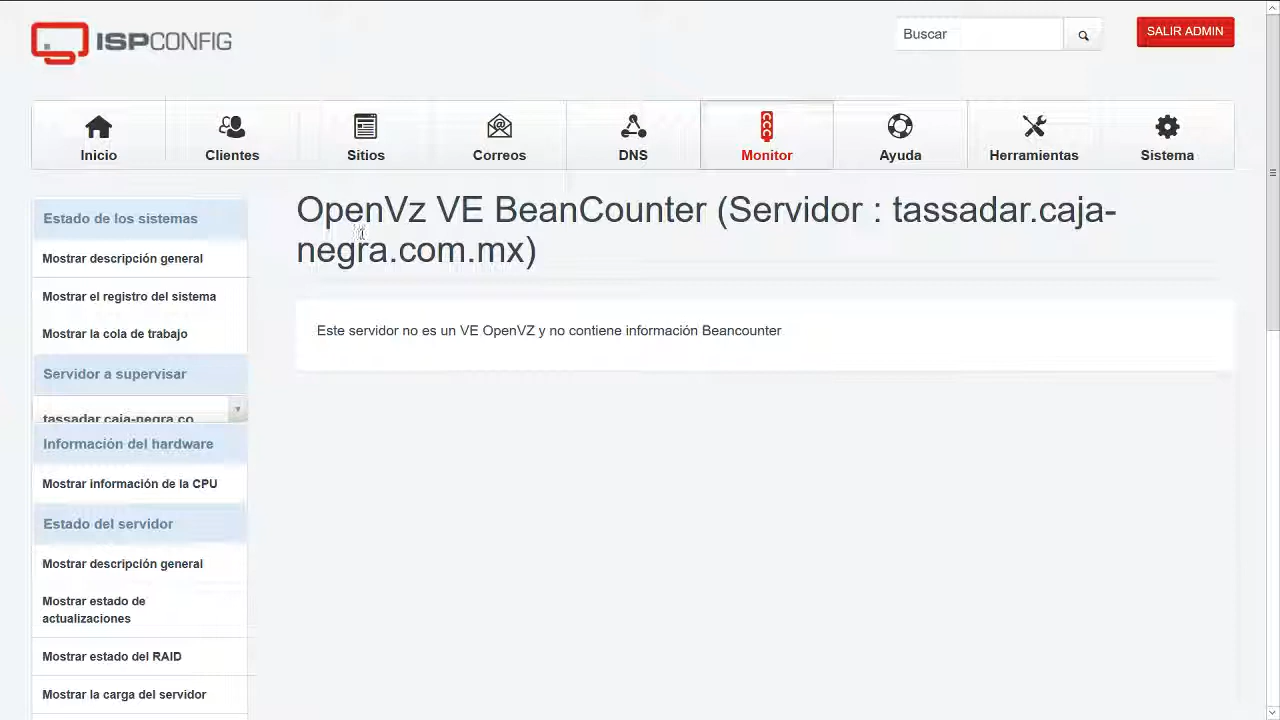 ISPCONFIG
Buscar
SALIR ADMIN
Inicio
Clientes
Sitios
Correos
DNS
Monitor
Ayuda
Herramientas
Sistema
Estado de los sistemas
Mostrar descripción general
Mostrar el registro del sistema
Mostrar la cola de trabajo
Servidor a supervisar
tassadar.caja-negra.co
Información del hardware
Mostrar información de la CPU
Estado del servidor
Mostrar descripción general
Mostrar estado de
actualizaciones
Mostrar estado del RAID
Mostrar la carga del servidor
OpenVz VE BeanCounter (Servidor : tassadar.caja-
negra.com.mx)
Este servidor no es un VE OpenVZ y no contiene información Beancounter